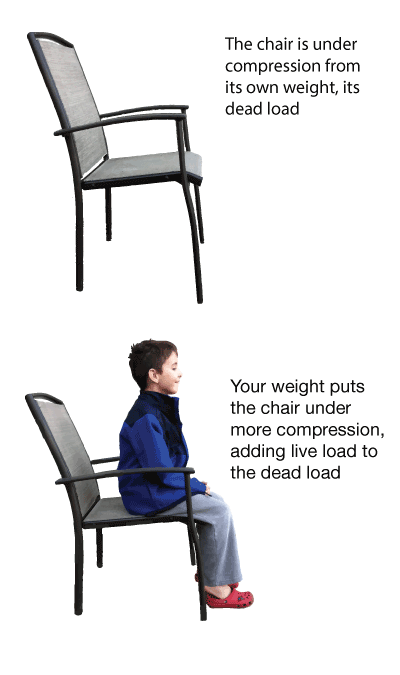 The chair is under
compression from
its own weight, its
dead load
Your weight puts
the chair under
more compression,
adding live load to
the dead load